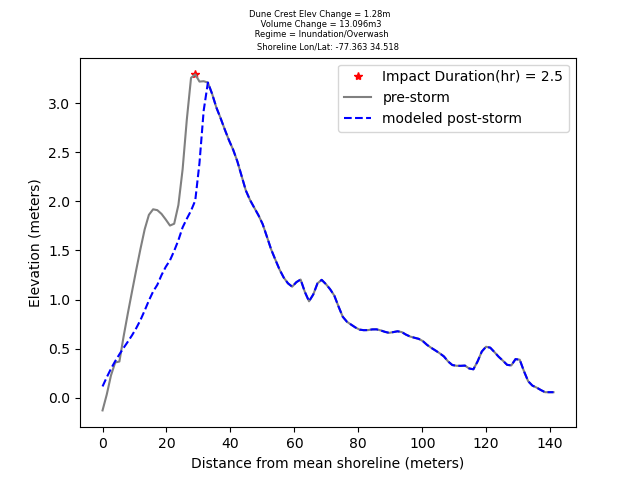 Dune Crest Elev Change = 1.28m
Volume Change = 13.096m3
Regime = Inundation/Overwash
Shoreline Lon/Lat: -77.363 34.518
Impact Duration(hr) = 2.5
pre-storm
modeled post-storm
Elevation (meters)
3.0
2.5
2.0
1.5
1.0
0.5
0.0
0 20 40 60 80 100 120 140
Distance from mean shoreline (meters)